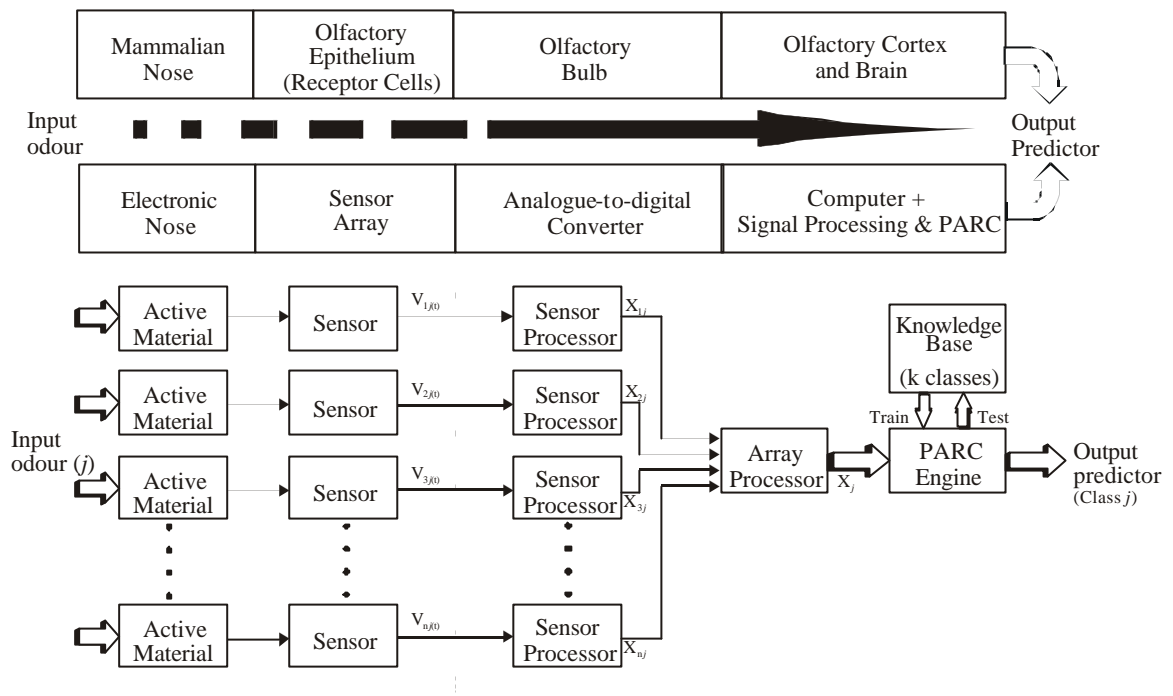 Mammalian
Nose
Olfactory
Epithelium
(Receptor Cells)
Olfactory
Bulb
Olfactory Cortex
and Brain
Input
odour
Output
Predictor
Electronic
Nose
Sensor
Array
Analogue-to-digital
Converter
Computer +
Signal Processing & PARC
Active
Material
Sensor
V1j(t)
Sensor
Processor
X1j
Knowledge
Base
(k classes)
Active
Material
Sensor
V2j(t)
Sensor
Processor
X2j
Train
Test
Input
odour (j)
Active
Material
Sensor
V3j(t)
Sensor
Processor
X3j
Array
Processor
Xj
PARC
Engine
Output
predictor
(Class j)
Active
Material
Sensor
Vnj(t)
Sensor
Processor
Xnj